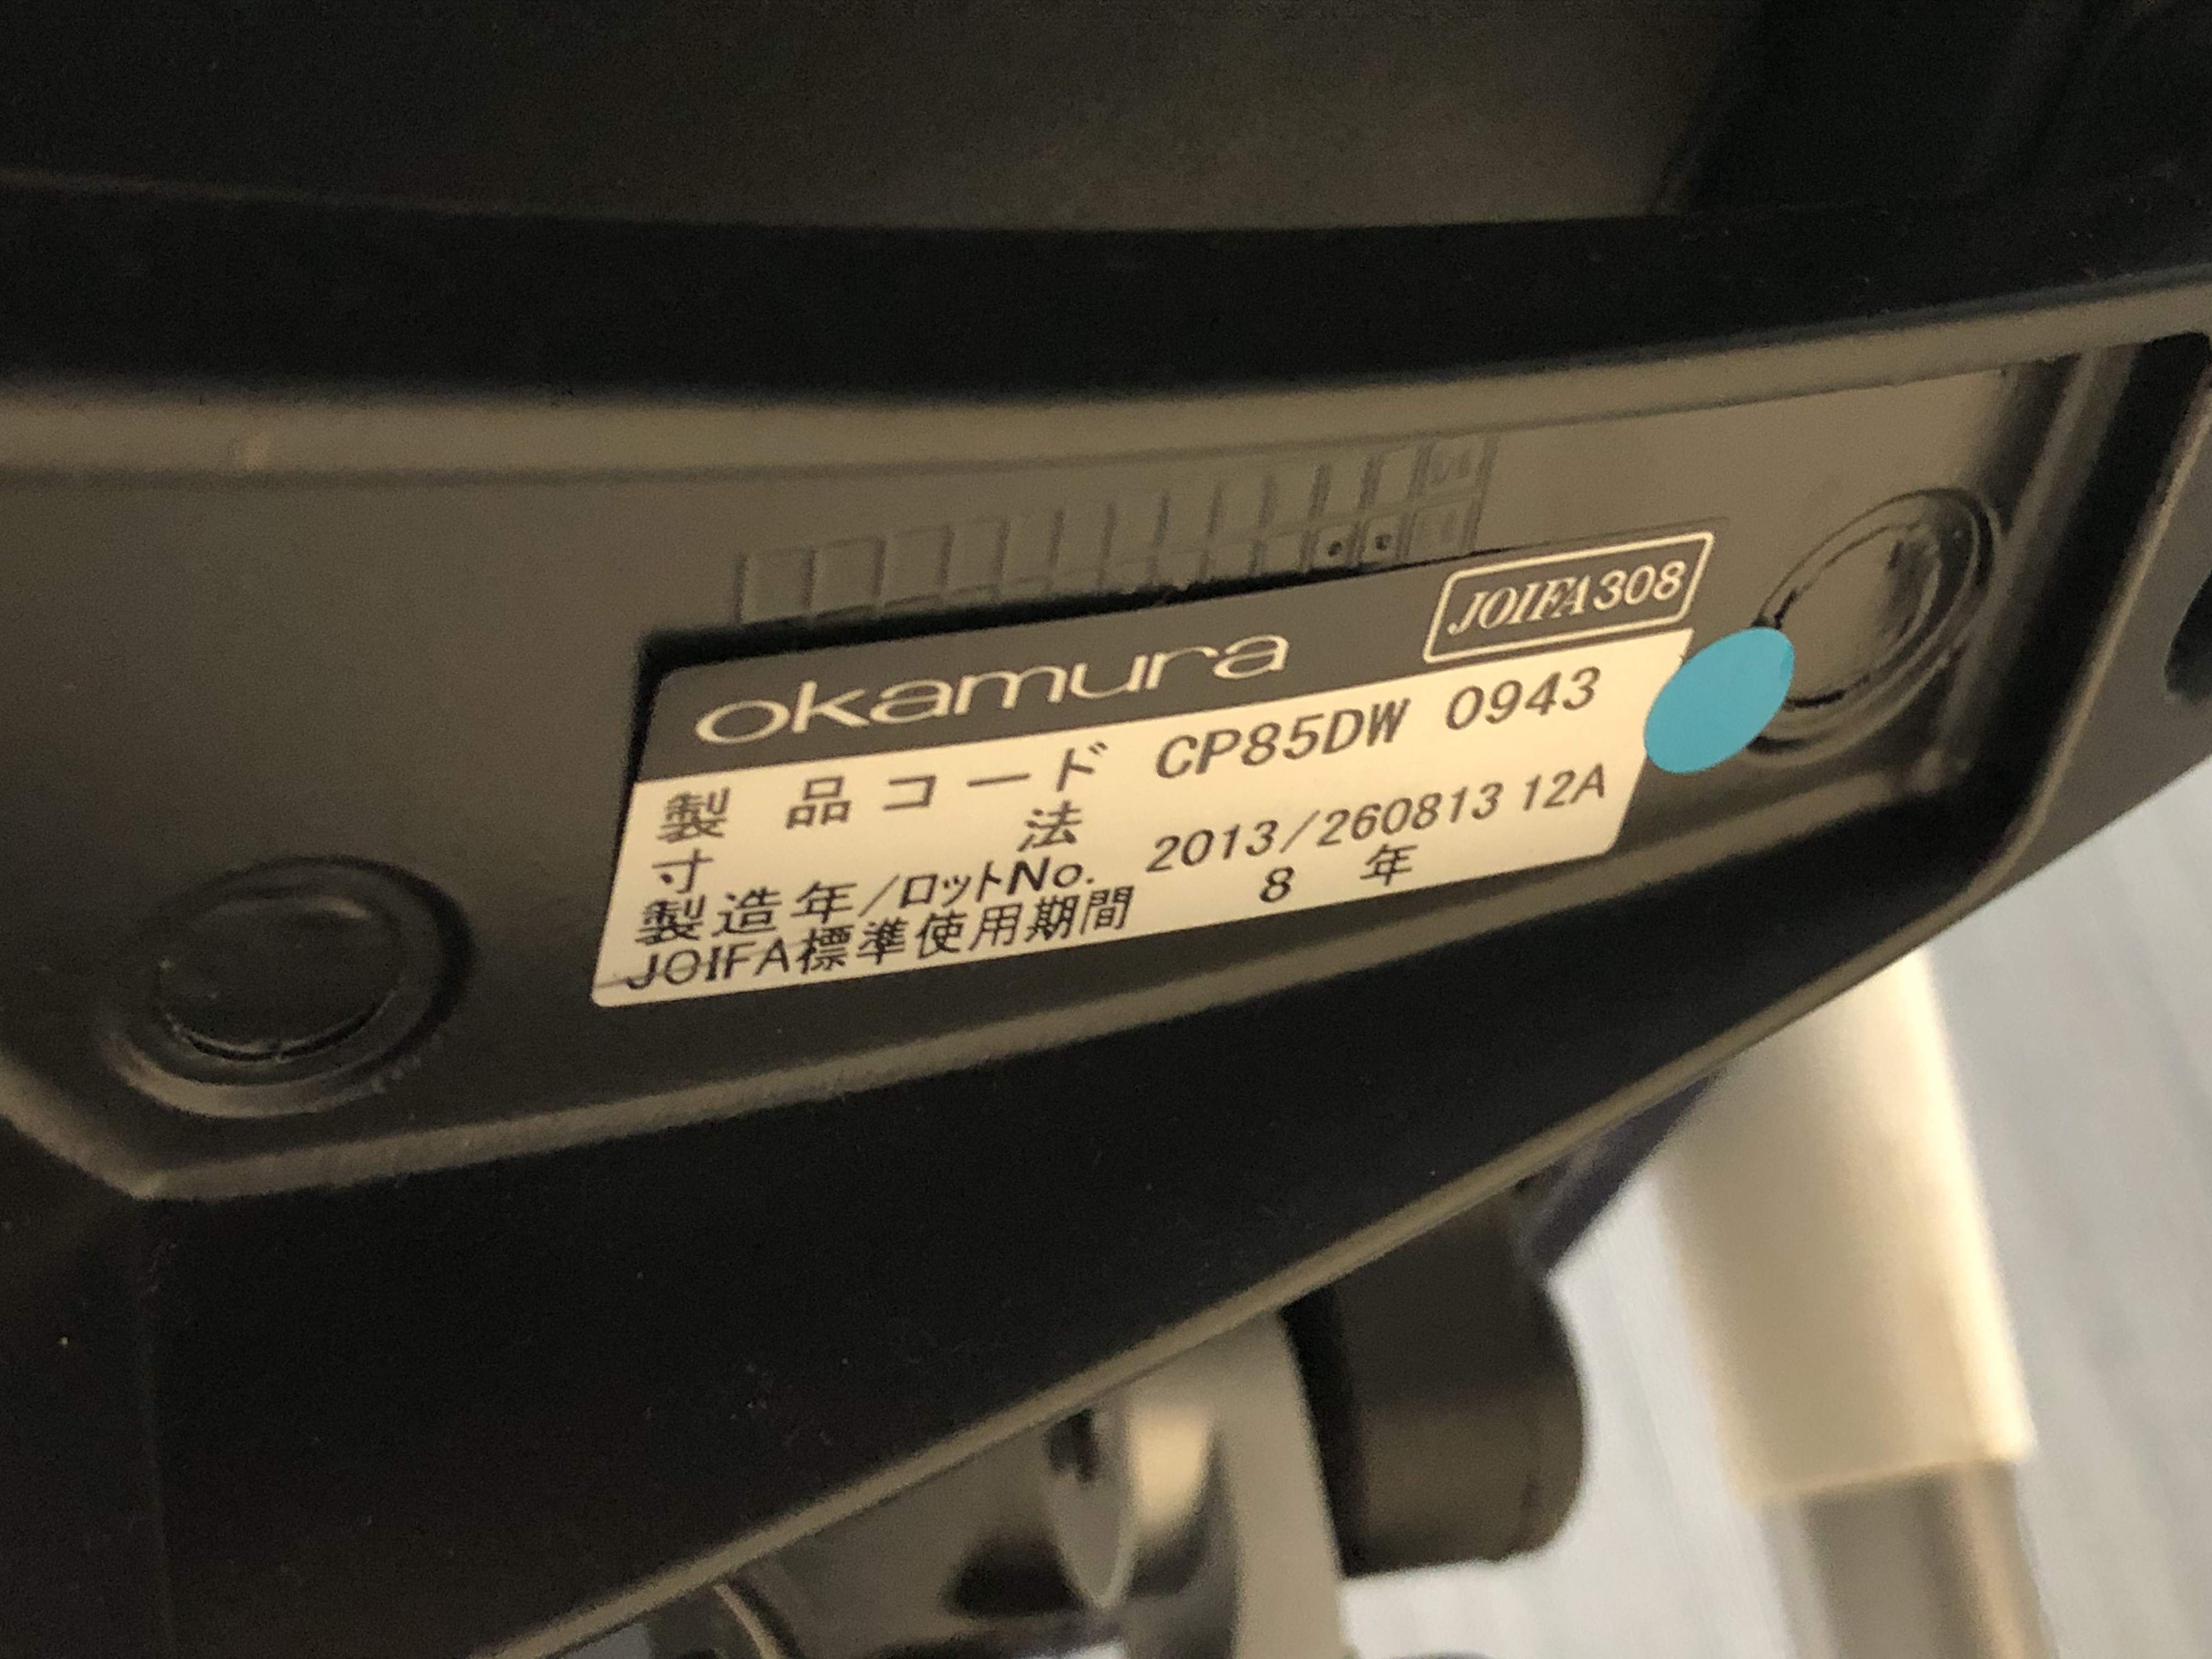 okamura JOIFA308
製品コード CP85DW 0943
寸法
製造年/ロットNo. 2013/260813 12A
JOIFA標準使用期間 8 年